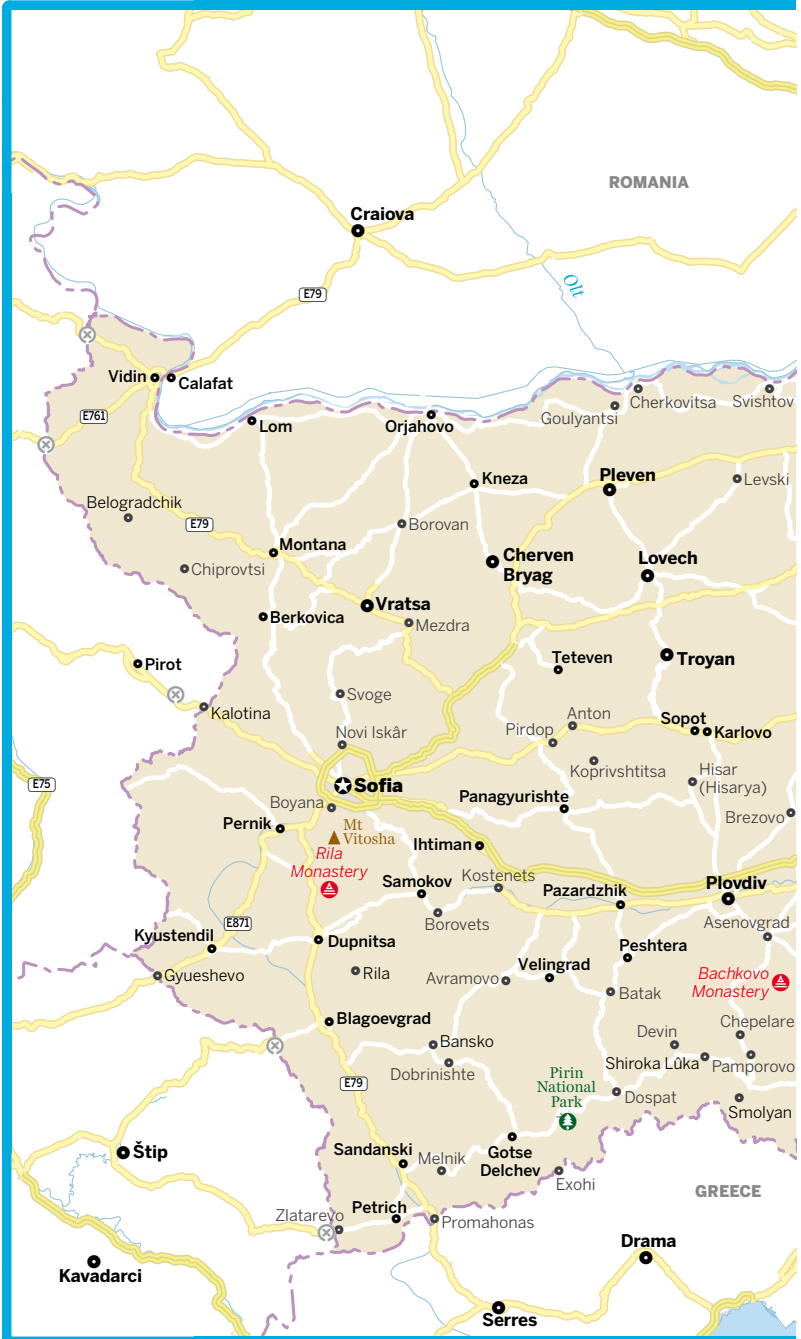 ROMANIA
Craiova
E79
Olt
Vidin
Calafat
Cherkovitsa
Svishtov
E761
Lom
Orjahovo
Goulyantsi
Kneza
Pleven
Levski
Belogradchik
E79
Borovan
Montana
Cherven
Bryag
Lovech
Chiprovtsi
Vratsa
Berkovica
Mezdra
Pirot
Teteven
Troyan
Svoge
Kalotina
Novi Iskâr
Anton
Pirdop
Sopot
Karlovo
Koprivshtitsa
Hisar
(Hisarya)
E75
Sofia
Boyana
Panagyurishte
Brezovo
Pernik
Mt
Vitosha
Ihtiman
Rila
Monastery
Samokov
Kostenets
Pazardzhik
Plovdiv
E871
Borovets
Asenovgrad
Kyustendil
Dupnitsa
Peshtera
Gyueshevo
Rila
Avramovo
Velingrad
Batak
Bachkovo
Monastery
Blagoevgrad
Bansko
Devin
Chepelare
Dobrinishte
Shiroka Lûka
Pamporovo
E79
Pirin
National
Park
Dospat
Smolyan
Štip
Sandanski
Melnik
Gotse
Delchev
Exohi
GREECE
Zlatarevo
Petrich
Promahonas
Drama
Kavadarci
Serres